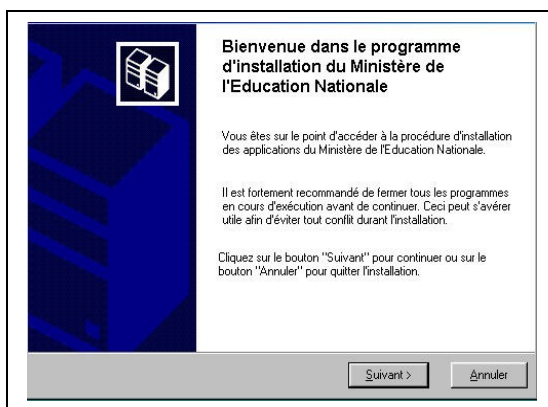 Bienvenue dans le programme
d'installation du Ministère de
l'Education Nationale
Vous êtes sur le point d'accéder à la procédure d'installation
des applications du Ministère de l'Education Nationale.
Il est fortement recommandé de fermer tous les programmes
en cours d'exécution avant de continuer. Ceci peut s'avérer
utile afin d'éviter tout conflit durant l'installation.
Cliquez sur le bouton "Suivant" pour continuer ou sur le
bouton "Annuler" pour quitter l'installation.
Suivant > Annuler